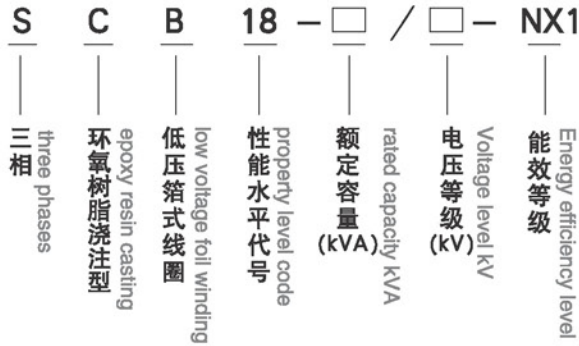 S C B 18 - □ / □ - NX1
三相
three phases
环氧树脂浇注型
epoxy resin casting
低压箔式线圈
low voltage foil winding
性能水平代号
property level code
额定容量(kVA)
rated capacity kVA
电压等级(kV)
Voltage level kV
能效等级
Energy efficiency level